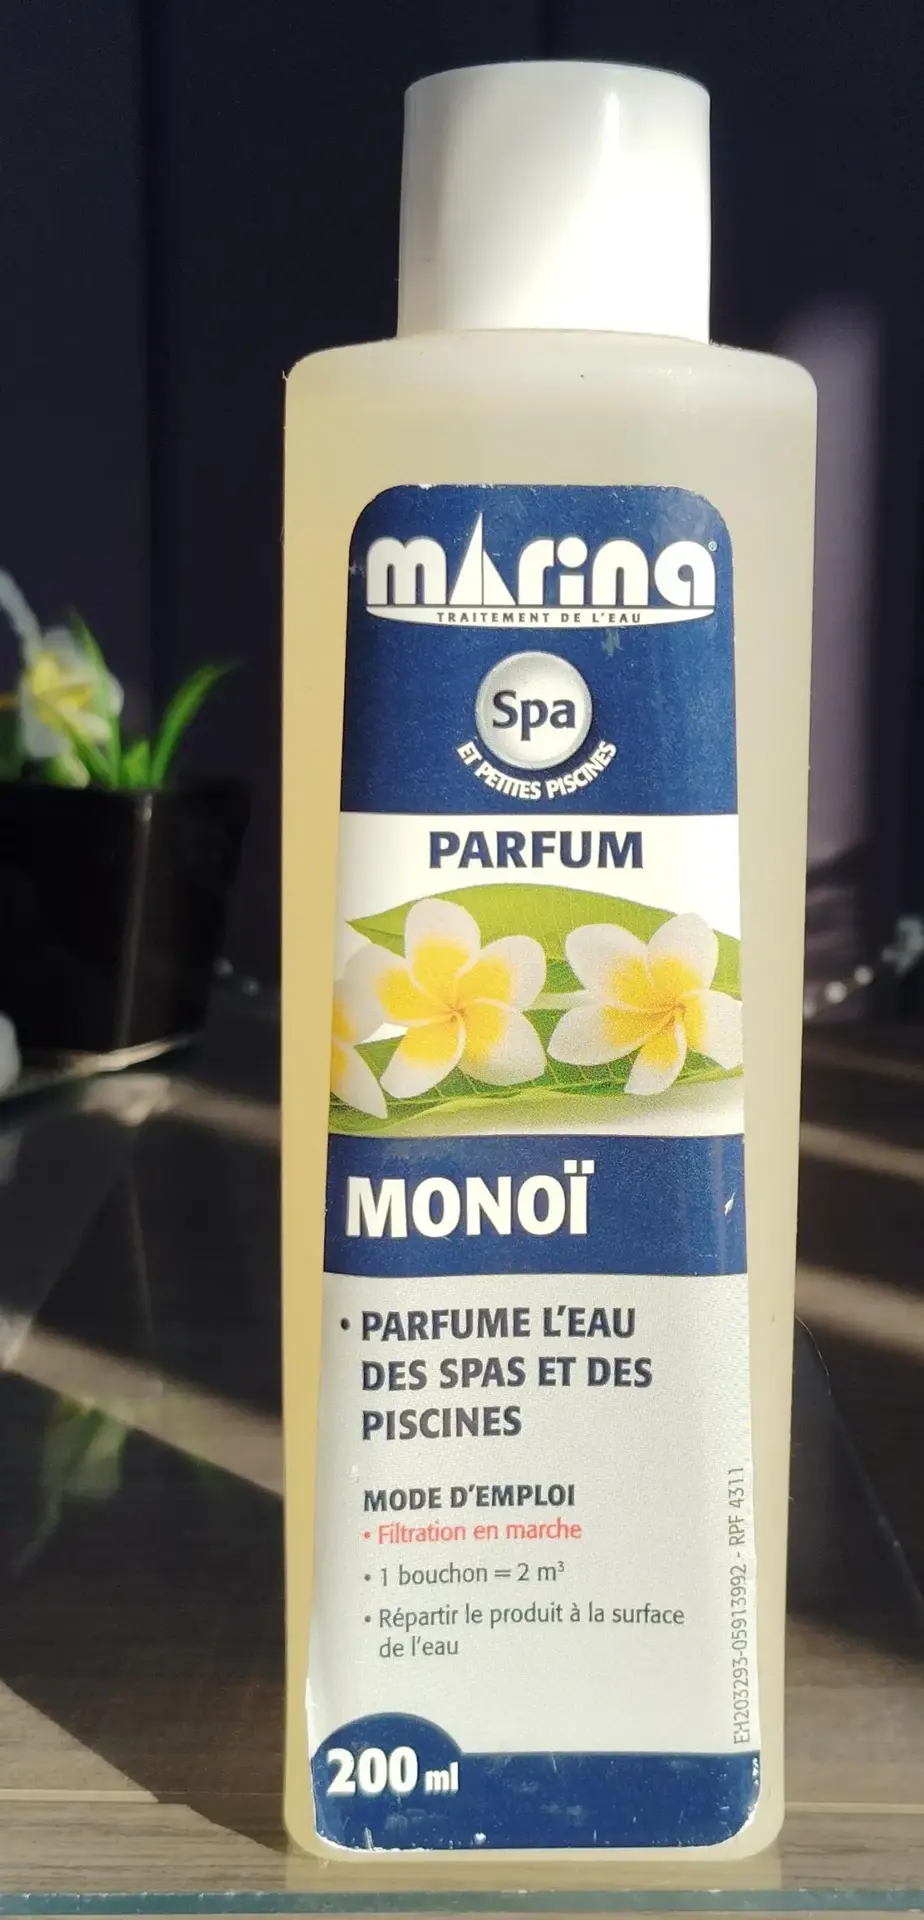 marina®
TRAITEMENT DE L'EAU
Spa
ET PETITES PISCINES
PARFUM
MONOÏ
• PARFUME L'EAU
DES SPAS ET DES
PISCINES
MODE D'EMPLOI
• Filtration en marche
• 1 bouchon = 2 m³
• Répartir le produit à la surface
de l'eau
EH203293-05913992 - RPF 4311
200 ml